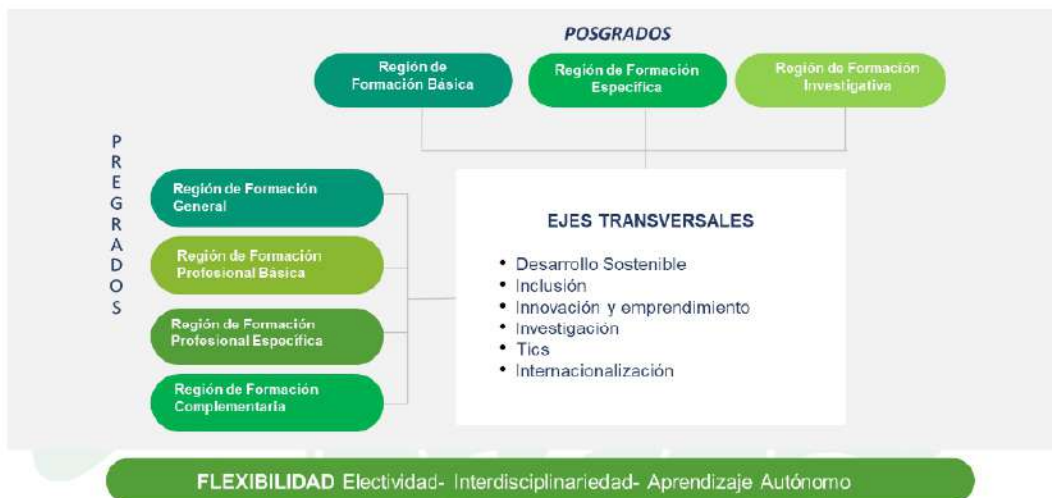 POSGRADOS
Región de
Formación Básica
Región de Formación
Específica
Región de Formación
Investigativa
PREGRADOS
Región de Formación
General
Región de Formación
Profesional Básica
Región de Formación
Profesional Específica
Región de Formación
Complementaria
EJES TRANSVERSALES
• Desarrollo Sostenible
• Inclusión
• Innovación y emprendimiento
• Investigación
• Tics
• Internacionalización
FLEXIBILIDAD Electividad- Interdisciplinariedad- Aprendizaje Autónomo